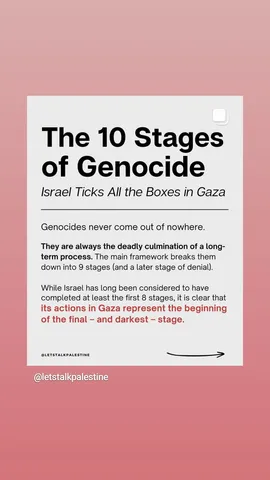 The 10 Stages
of Genocide
Israel Ticks All the Boxes in Gaza
Genocides never come out of nowhere.
They are always the deadly culmination of a long-
term process. The main framework breaks them
down into 9 stages (and a later stage of denial).
While Israel has long been considered to have
completed at least the first 8 stages, it is clear that
its actions in Gaza represent the beginning
of the final – and darkest – stage.
@LETSTALKPALESTINE
@letstalkpalestine